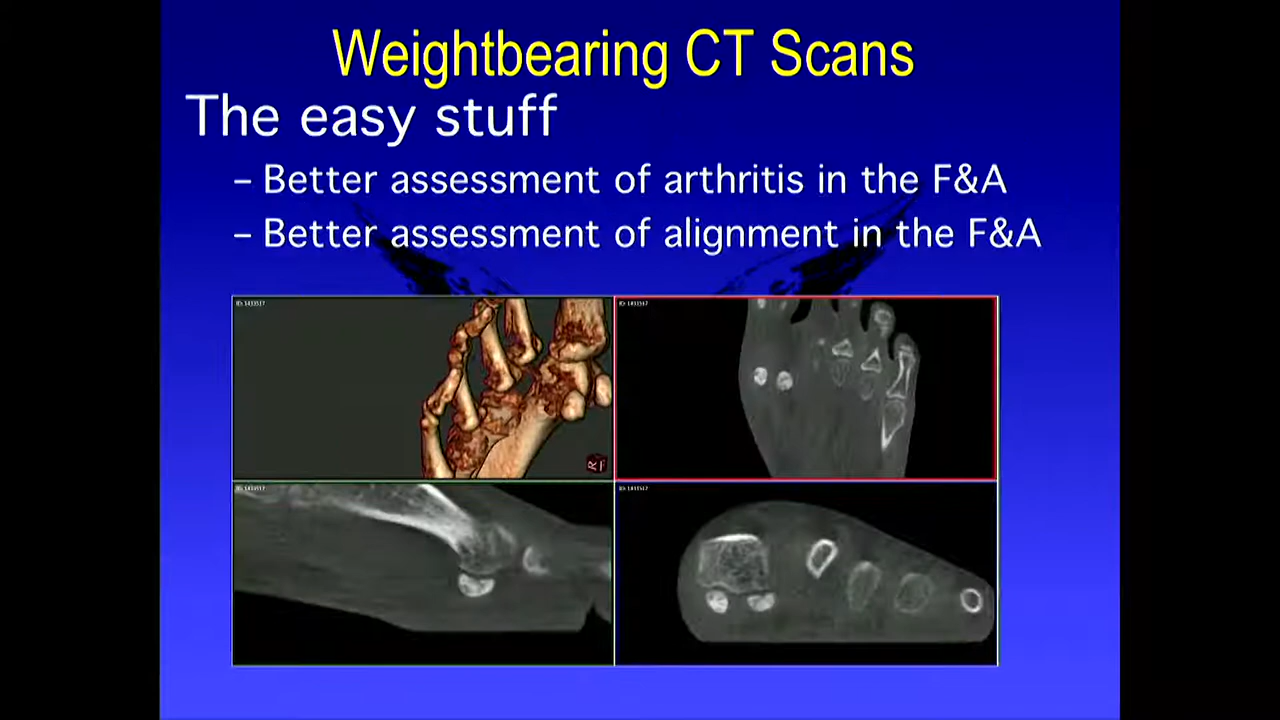 Weightbearing CT Scans
The easy stuff
– Better assessment of arthritis in the F&A
– Better assessment of alignment in the F&A